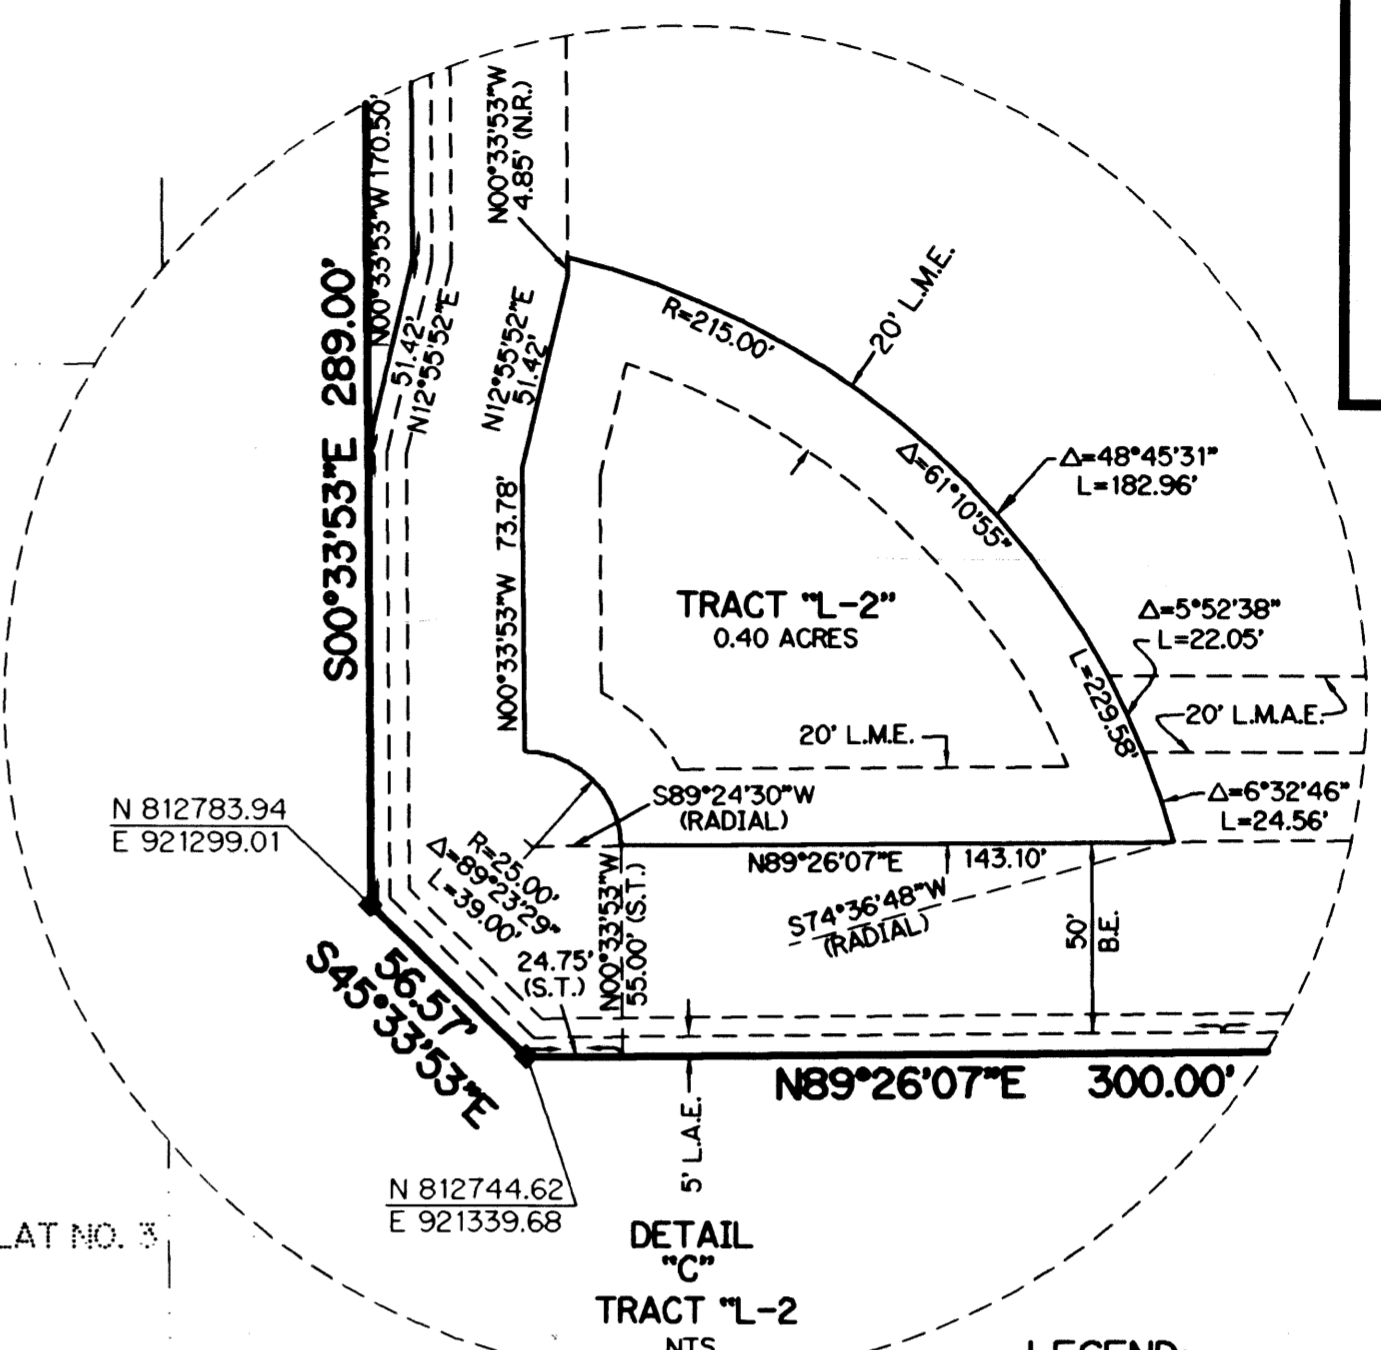 N00°33'53"W 170.50'
N00°33'53"W
4.85' (N.R.)
S00°33'53"E 289.00'
51.42'
N12°55'52"E
N12°55'52"E
51.42'
R=215.00'
20' L.M.E.
Δ=61°10'55"
Δ=48°45'31"
L=182.96'
N00°33'53"W 73.78'
TRACT "L-2"
0.40 ACRES
Δ=5°52'38"
L=22.05'
L=229.58'
20' L.M.A.E.
20' L.M.E.
S89°24'30"W
(RADIAL)
Δ=6°32'46"
L=24.56'
N 812783.94
E 921299.01
R=25.00'
Δ=89°23'29"
L=39.00'
N89°26'07"E 143.10'
S74°36'48"W
(RADIAL)
N00°33'53"W
55.00' (S.T.)
50'
B.E.
24.75'
(S.T.)
56.57'
S45°33'53"E
N89°26'07"E 300.00'
5' L.A.E.
N 812744.62
E 921339.68
LAT NO. 3
DETAIL
"C"
TRACT "L-2
NTS
LEGEND: